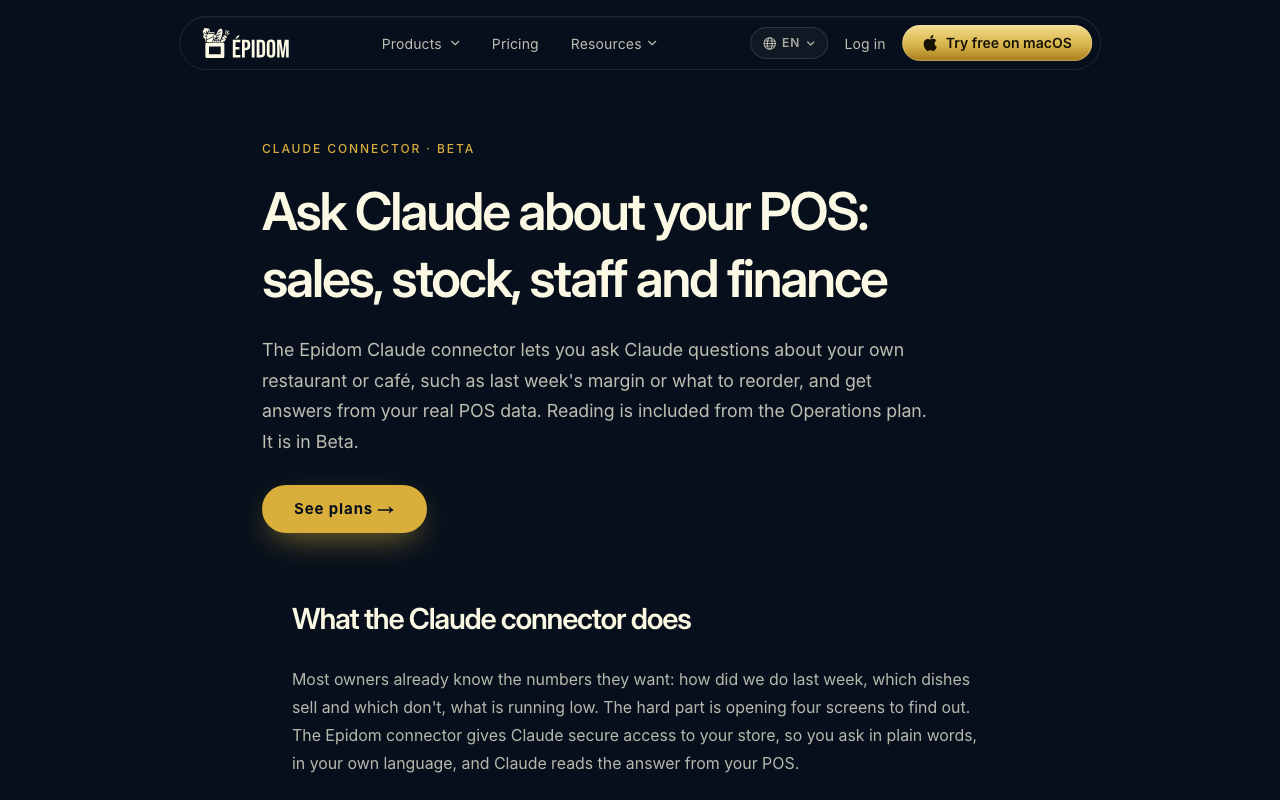 ÉPIDOM
Products
Pricing
Resources
EN
Log in
Try free on macOS
CLAUDE CONNECTOR · BETA
Ask Claude about your POS:
sales, stock, staff and finance
The Epidom Claude connector lets you ask Claude questions about your own
restaurant or café, such as last week's margin or what to reorder, and get
answers from your real POS data. Reading is included from the Operations plan.
It is in Beta.
See plans →
What the Claude connector does
Most owners already know the numbers they want: how did we do last week, which dishes
sell and which don't, what is running low. The hard part is opening four screens to find out.
The Epidom connector gives Claude secure access to your store, so you ask in plain words,
in your own language, and Claude reads the answer from your POS.